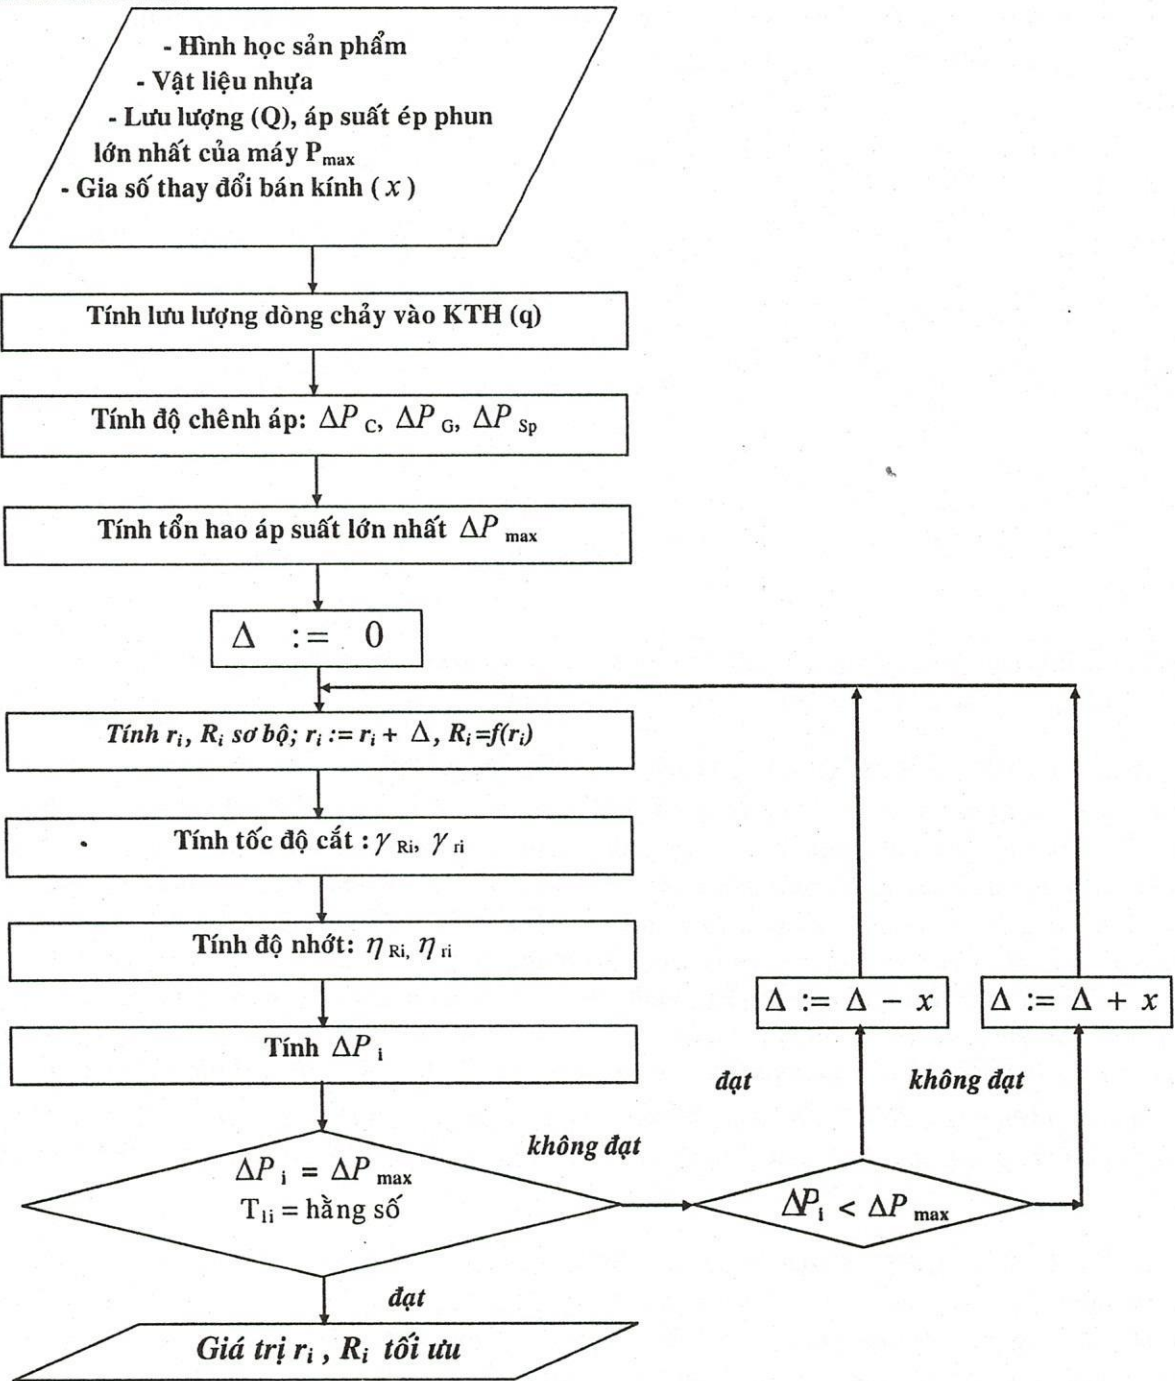 - Hình học sản phẩm
- Vật liệu nhựa
- Lưu lượng (Q), áp suất ép phun
lớn nhất của máy P_max
- Gia số thay đổi bán kính ( x )
Tính lưu lượng dòng chảy vào KTH (q)
Tính độ chênh áp: ΔP_C, ΔP_G, ΔP_Sp
Tính tổn hao áp suất lớn nhất ΔP_max
Δ := 0
Tính r_i, R_i sơ bộ; r_i := r_i + Δ, R_i=f(r_i)
Tính tốc độ cắt : γ_Ri, γ_ri
Tính độ nhớt: η_Ri, η_ri
Δ := Δ − x
Δ := Δ + x
Tính ΔP_i
đạt
không đạt
không đạt
ΔP_i = ΔP_max
T_li = hằng số
ΔP_i < ΔP_max
đạt
Giá trị r_i , R_i tối ưu